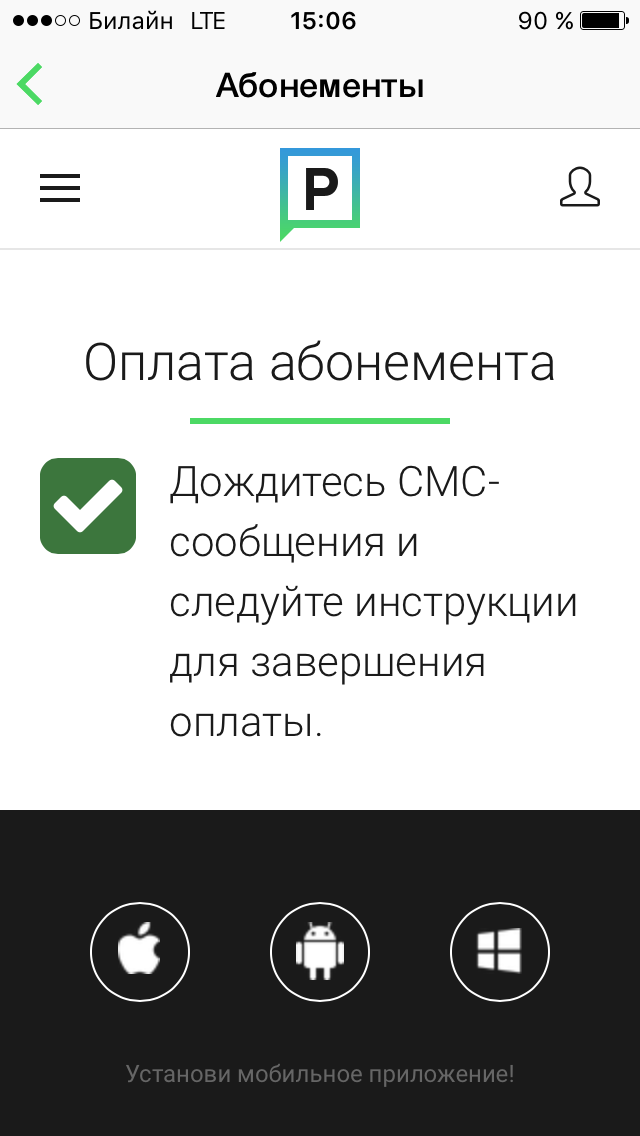 Билайн LTE 15:06 90 %
Абонементы
P
Оплата абонемента
Дождитесь СМС-
сообщения и
следуйте инструкции
для завершения
оплаты.
Установи мобильное приложение!